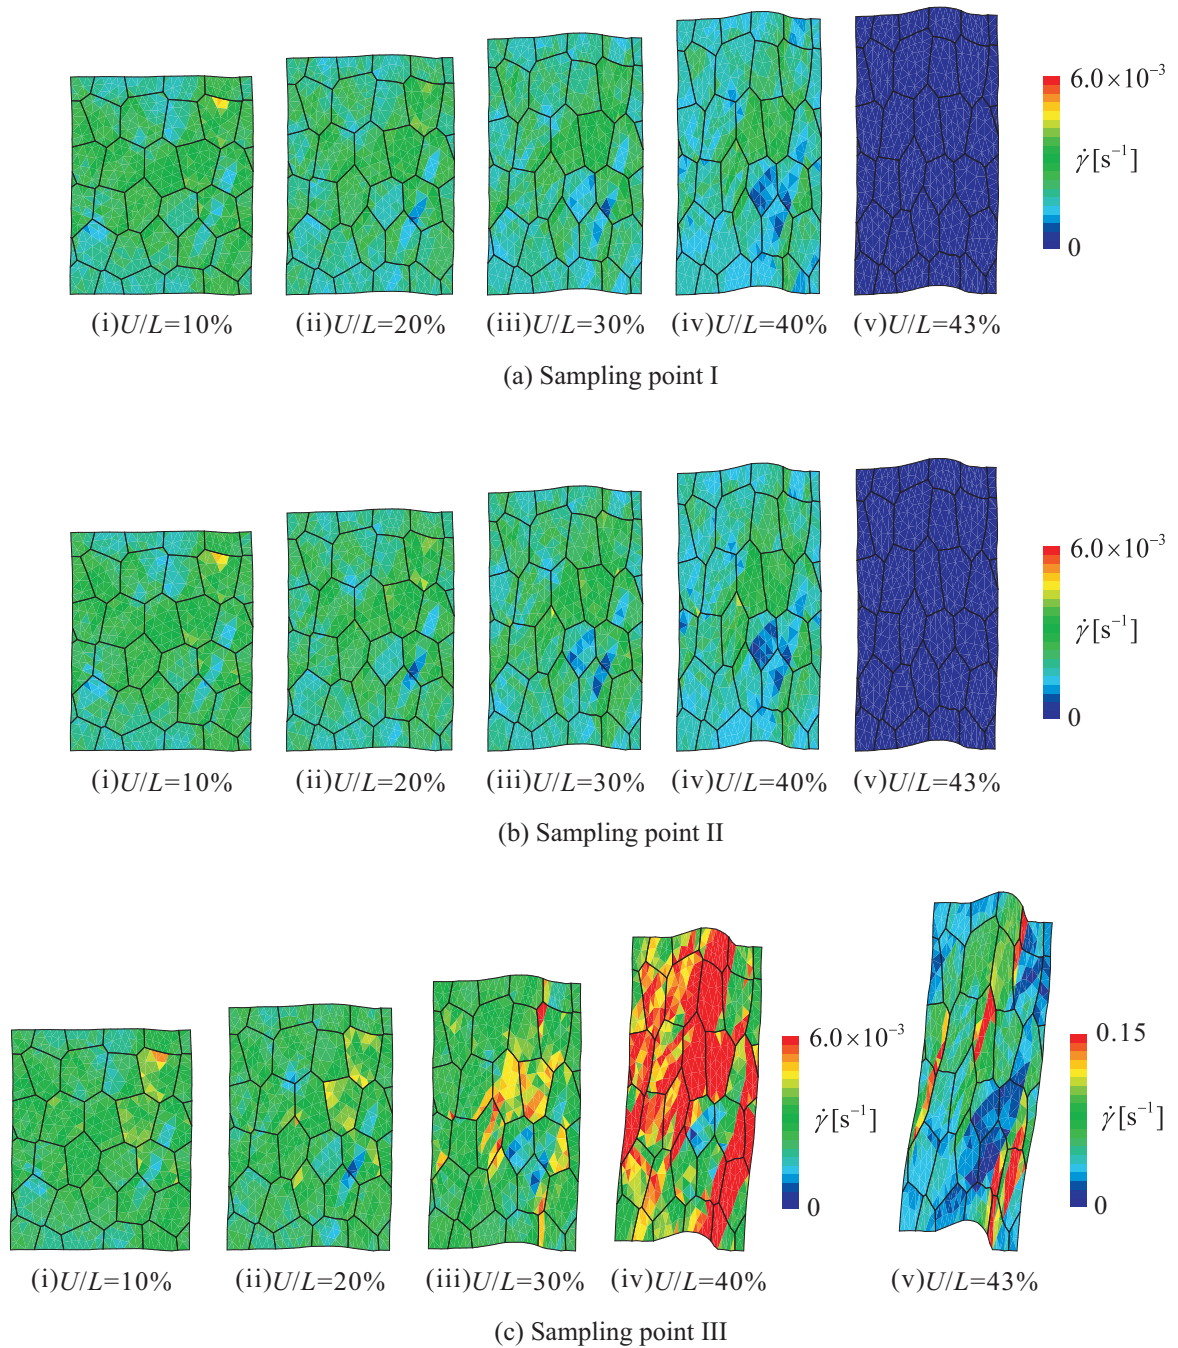 6.0×10⁻³
γ̇ [s⁻¹]
0
(i)U/L=10% (ii)U/L=20% (iii)U/L=30% (iv)U/L=40% (v)U/L=43%
(a) Sampling point I
6.0×10⁻³
γ̇ [s⁻¹]
0
(i)U/L=10% (ii)U/L=20% (iii)U/L=30% (iv)U/L=40% (v)U/L=43%
(b) Sampling point II
6.0×10⁻³ 0.15
γ̇ [s⁻¹] γ̇ [s⁻¹]
0 0
(i)U/L=10% (ii)U/L=20% (iii)U/L=30% (iv)U/L=40% (v)U/L=43%
(c) Sampling point III